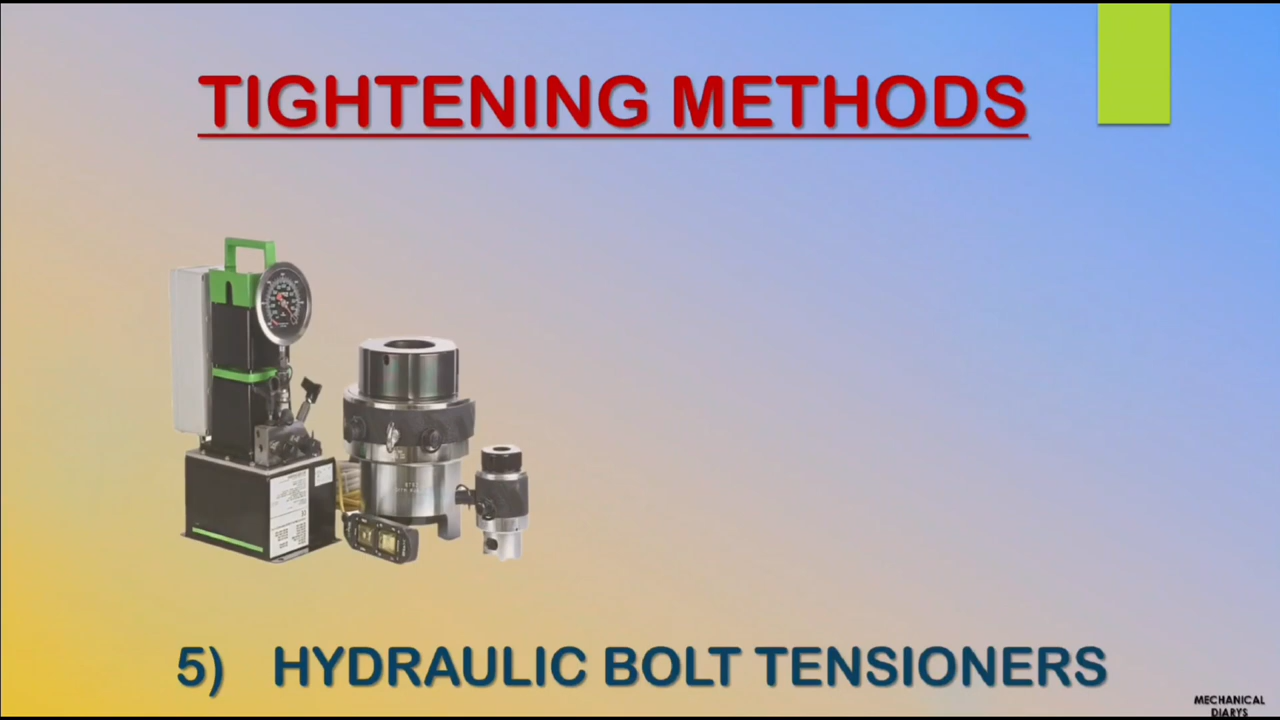 TIGHTENING METHODS
5) HYDRAULIC BOLT TENSIONERS
MECHANICAL
DIARYS